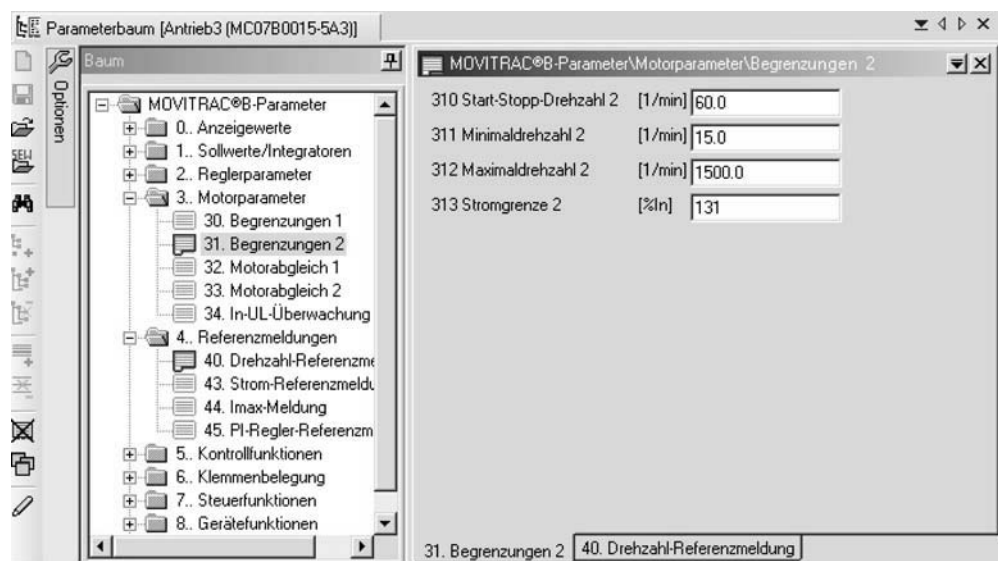 Parameterbaum [Antrieb3 (MC07B0015-5A3)]
Optionen
SEW
Baum
MOVITRAC®B-Parameter
0.. Anzeigewerte
1.. Sollwerte/Integratoren
2.. Reglerparameter
3.. Motorparameter
30. Begrenzungen 1
31. Begrenzungen 2
32. Motorabgleich 1
33. Motorabgleich 2
34. In-UL-Überwachung
4.. Referenzmeldungen
40. Drehzahl-Referenzme
43. Strom-Referenzmeldu
44. Imax-Meldung
45. PI-Regler-Referenzm
5.. Kontrollfunktionen
6.. Klemmenbelegung
7.. Steuerfunktionen
8.. Gerätefunktionen
MOVITRAC®B-Parameter\Motorparameter\Begrenzungen 2
310 Start-Stopp-Drehzahl 2 [1/min] 60.0
311 Minimaldrehzahl 2 [1/min] 15.0
312 Maximaldrehzahl 2 [1/min] 1500.0
313 Stromgrenze 2 [%In] 131
31. Begrenzungen 2 40. Drehzahl-Referenzmeldung